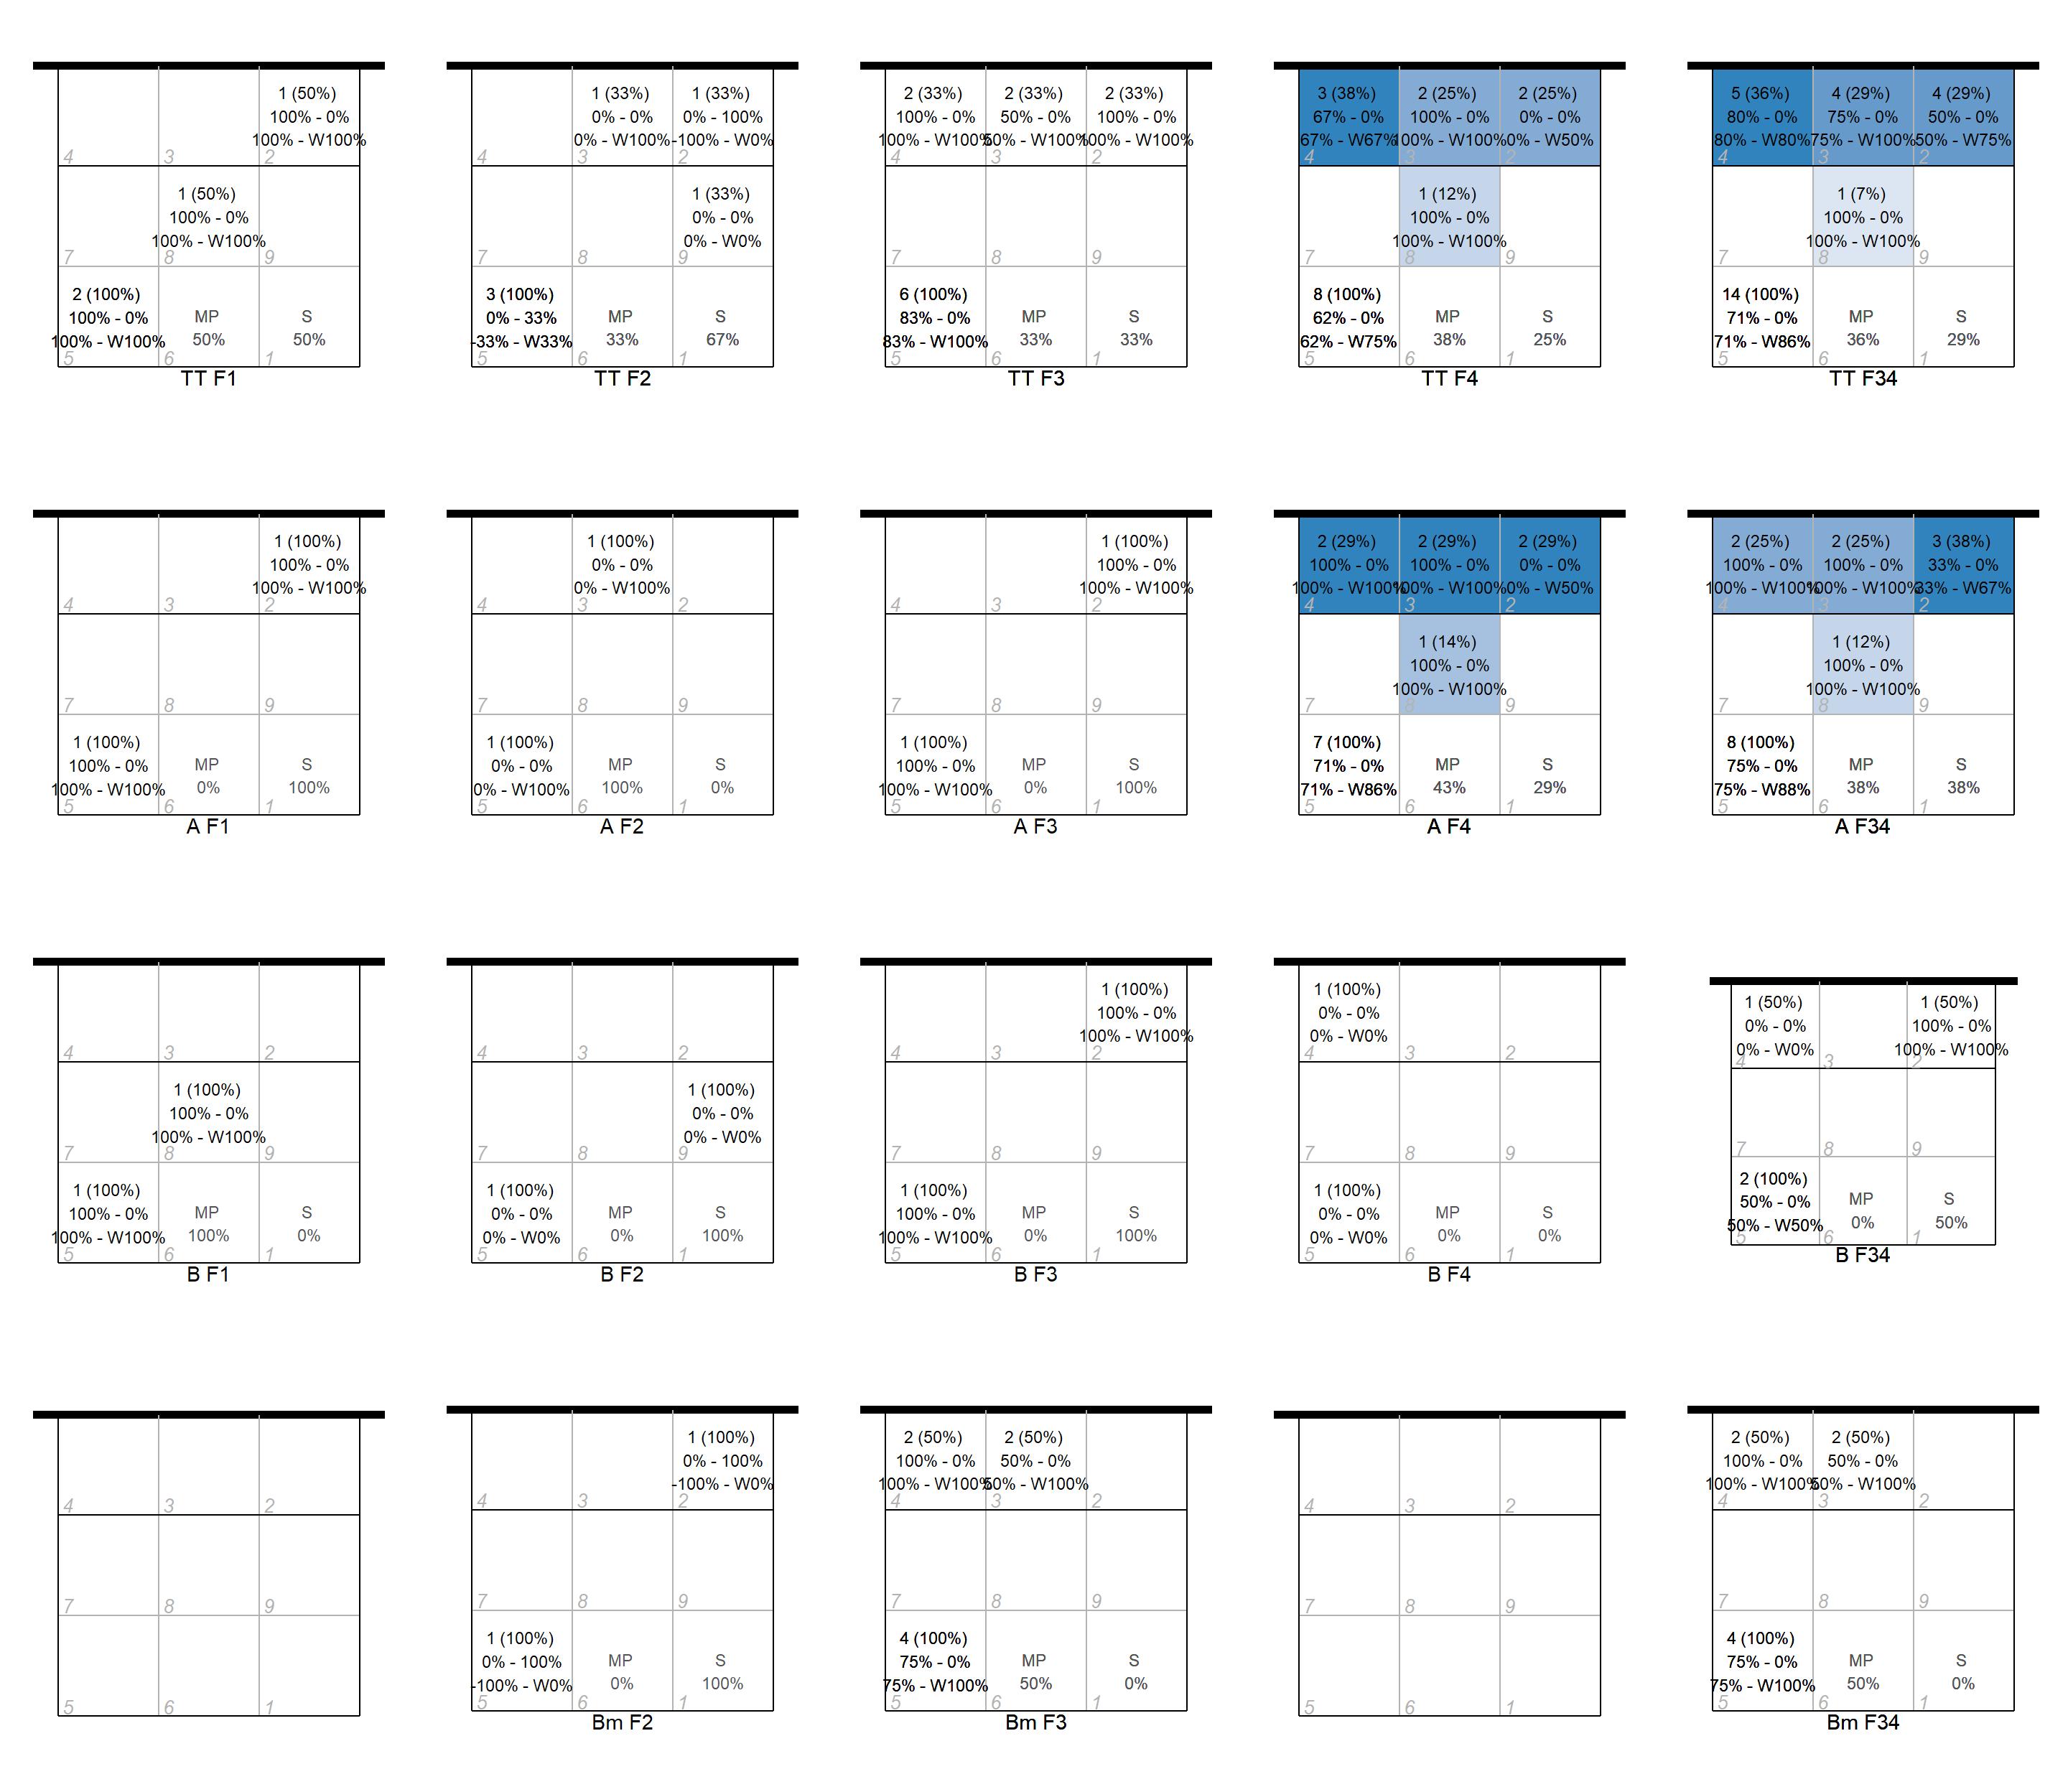 1 (50%)
100% - 0%
100% - W100%
4
3
2
1 (50%)
100% - 0%
100% - W100%
7
8
9
2 (100%)
100% - 0%
100% - W100%
MP
50%
S
50%
5
6
1
TT F1
1 (33%)
0% - 0%
0% - W100%
1 (33%)
0% - 100%
-100% - W0%
4
3
2
1 (33%)
0% - 0%
0% - W0%
7
8
9
3 (100%)
0% - 33%
-33% - W33%
MP
33%
S
67%
5
6
1
TT F2
2 (33%)
100% - 0%
100% - W100%
2 (33%)
50% - 0%
50% - W100%
2 (33%)
100% - 0%
100% - W100%
4
3
2
7
8
9
6 (100%)
83% - 0%
83% - W100%
MP
33%
S
33%
5
6
1
TT F3
3 (38%)
67% - 0%
67% - W67%
2 (25%)
100% - 0%
100% - W100%
2 (25%)
0% - 0%
0% - W50%
4
3
2
1 (12%)
100% - 0%
100% - W100%
7
8
9
8 (100%)
62% - 0%
62% - W75%
MP
38%
S
25%
5
6
1
TT F4
5 (36%)
80% - 0%
80% - W80%
4 (29%)
75% - 0%
75% - W100%
4 (29%)
50% - 0%
50% - W75%
4
3
2
1 (7%)
100% - 0%
100% - W100%
7
8
9
14 (100%)
71% - 0%
71% - W86%
MP
36%
S
29%
5
6
1
TT F34
1 (100%)
100% - 0%
100% - W100%
4
3
2
7
8
9
1 (100%)
100% - 0%
100% - W100%
MP
0%
S
100%
5
6
1
A F1
1 (100%)
0% - 0%
0% - W100%
4
3
2
7
8
9
1 (100%)
0% - 0%
0% - W100%
MP
100%
S
0%
5
6
1
A F2
1 (100%)
100% - 0%
100% - W100%
4
3
2
7
8
9
1 (100%)
100% - 0%
100% - W100%
MP
0%
S
100%
5
6
1
A F3
2 (29%)
100% - 0%
100% - W100%
2 (29%)
100% - 0%
100% - W100%
2 (29%)
0% - 0%
0% - W50%
4
3
2
1 (14%)
100% - 0%
100% - W100%
7
8
9
7 (100%)
71% - 0%
71% - W86%
MP
43%
S
29%
5
6
1
A F4
2 (25%)
100% - 0%
100% - W100%
2 (25%)
100% - 0%
100% - W100%
3 (38%)
33% - 0%
33% - W67%
4
3
2
1 (12%)
100% - 0%
100% - W100%
7
8
9
8 (100%)
75% - 0%
75% - W88%
MP
38%
S
38%
5
6
1
A F34
4
3
2
1 (100%)
100% - 0%
100% - W100%
7
8
9
1 (100%)
100% - 0%
100% - W100%
MP
100%
S
0%
5
6
1
B F1
4
3
2
1 (100%)
0% - 0%
0% - W0%
7
8
9
1 (100%)
0% - 0%
0% - W0%
MP
0%
S
100%
5
6
1
B F2
1 (100%)
100% - 0%
100% - W100%
4
3
2
7
8
9
1 (100%)
100% - 0%
100% - W100%
MP
0%
S
100%
5
6
1
B F3
1 (100%)
0% - 0%
0% - W0%
4
3
2
7
8
9
1 (100%)
0% - 0%
0% - W0%
MP
0%
S
0%
5
6
1
B F4
1 (50%)
0% - 0%
0% - W0%
1 (50%)
100% - 0%
100% - W100%
4
3
2
7
8
9
2 (100%)
50% - 0%
50% - W50%
MP
0%
S
50%
5
6
1
B F34
4
3
2
7
8
9
5
6
1
1 (100%)
0% - 100%
-100% - W0%
4
3
2
7
8
9
1 (100%)
0% - 100%
-100% - W0%
MP
0%
S
100%
5
6
1
Bm F2
2 (50%)
100% - 0%
100% - W100%
2 (50%)
50% - 0%
50% - W100%
4
3
2
7
8
9
4 (100%)
75% - 0%
75% - W100%
MP
50%
S
0%
5
6
1
Bm F3
4
3
2
7
8
9
5
6
1
2 (50%)
100% - 0%
100% - W100%
2 (50%)
50% - 0%
50% - W100%
4
3
2
7
8
9
4 (100%)
75% - 0%
75% - W100%
MP
50%
S
0%
5
6
1
Bm F34